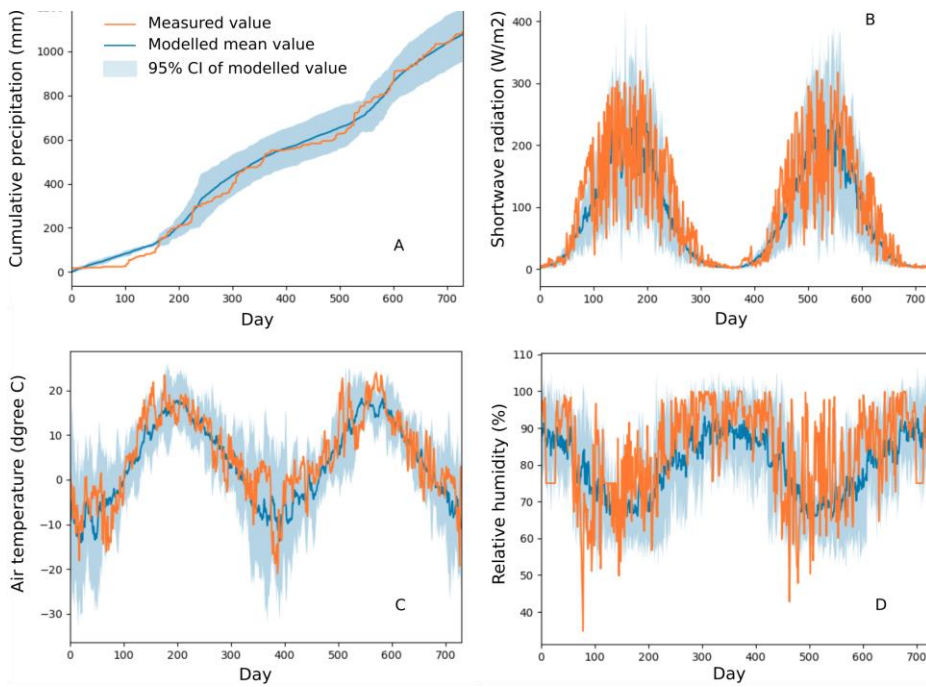 Measured value
Modelled mean value
95% CI of modelled value
Cumulative precipitation (mm)
1000
800
600
400
200
0
A
0 100 200 300 400 500 600 700
Day
B
Shortwave radiation (W/m2)
400
300
200
100
0
0 100 200 300 400 500 600 700
Day
Air temperature (dgree C)
20
10
0
−10
−20
−30
C
0 100 200 300 400 500 600 700
Day
Relative humidity (%)
110
100
90
80
70
60
50
40
D
0 100 200 300 400 500 600 700
Day